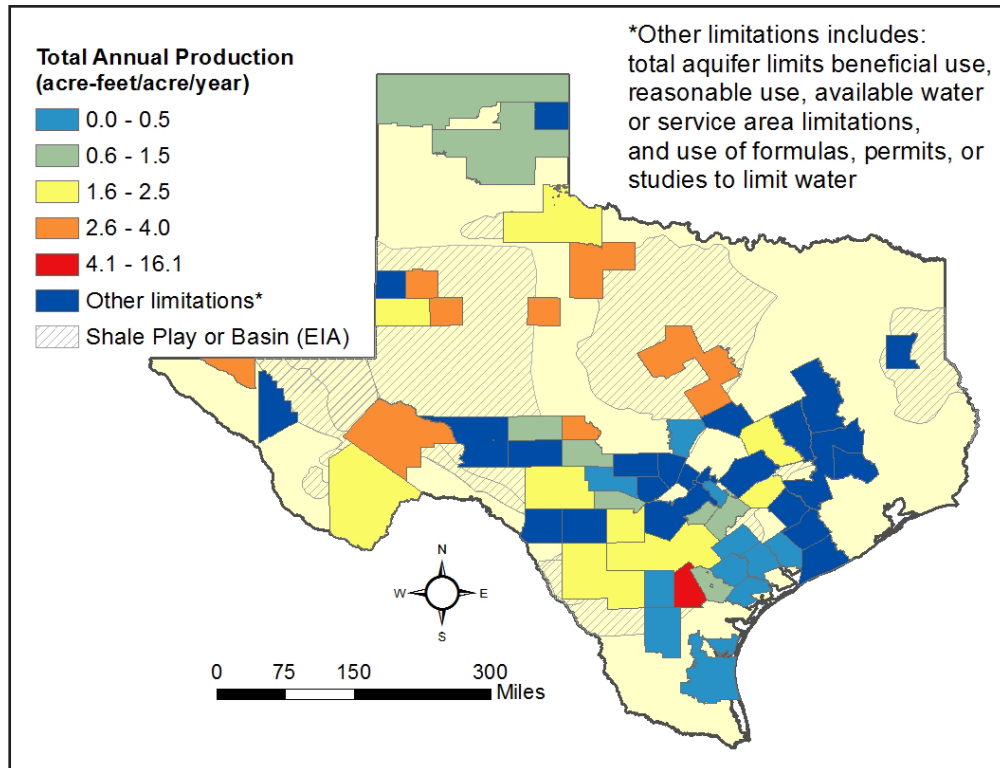 Total Annual Production
(acre-feet/acre/year)
0.0 - 0.5
0.6 - 1.5
1.6 - 2.5
2.6 - 4.0
4.1 - 16.1
Other limitations*
Shale Play or Basin (EIA)
*Other limitations includes:
total aquifer limits beneficial use,
reasonable use, available water
or service area limitations,
and use of formulas, permits, or
studies to limit water
N
W E
S
0 75 150 300
Miles